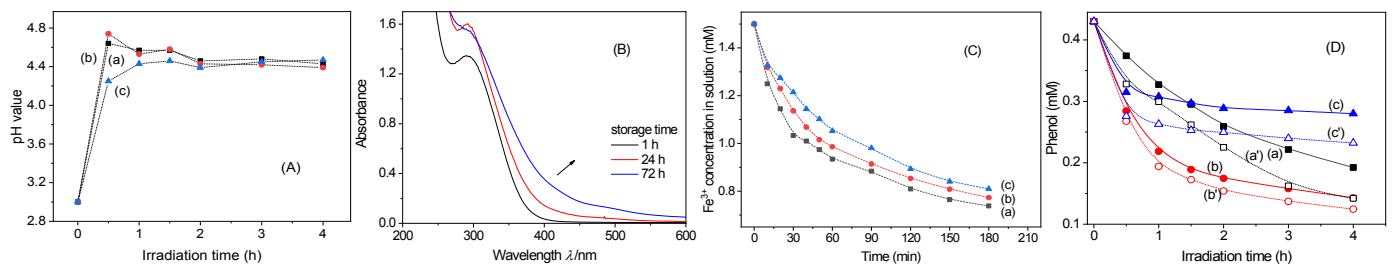 4.8
4.4
4.0
3.6
3.2
2.8
pH value
(b)
(a)
(c)
(A)
0
1
2
3
4
Irradiation time (h)
1.6
1.2
0.8
0.4
0.0
Absorbance
(B)
storage time
1 h
24 h
72 h
200
300
400
500
600
Wavelength λ/nm
1.6
1.4
1.2
1.0
0.8
0.6
Fe3+ concentration in solution (mM)
(C)
(c)
(b)
(a)
0
30
60
90
120
150
180
210
Time (min)
0.4
0.3
0.2
0.1
Phenol (mM)
(D)
(c)
(c')
(a') (a)
(b)
(b')
0
1
2
3
4
Irradiation time (h)